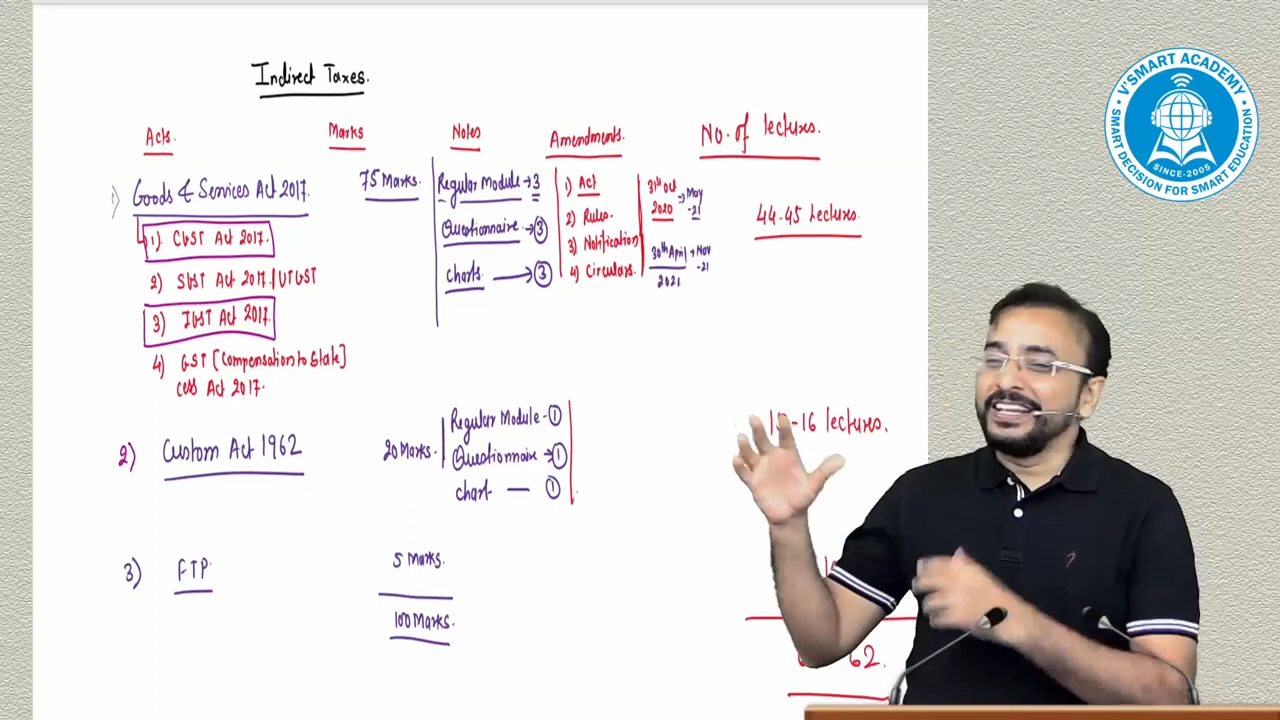 Indirect Taxes.
Acts. Marks Notes Amendments. No. of lectures.
1) Goods & Services Act 2017. 75 Marks. Regular Module → 3
1) CGST Act 2017. Questionnaire → 3
2) SGST Act 2017. / UTGST charts → 3
3) IGST Act 2017.
4) GST [Compensation to State]
cess Act 2017.
1) Act
2) Rules.
3) Notification
4) Circulars.
31st Oct
2020 → May
-21
30th April → Nov
2021 -21
44-45 Lectures.
2) Custom Act 1962 20 Marks. Regular Module - 1
Questionnaire → 1
chart — 1
-16 lectures.
3) FTP. 5 Marks.
100 Marks.
62.
V'SMART ACADEMY
SINCE-2005
SMART DECISION FOR SMART EDUCATION